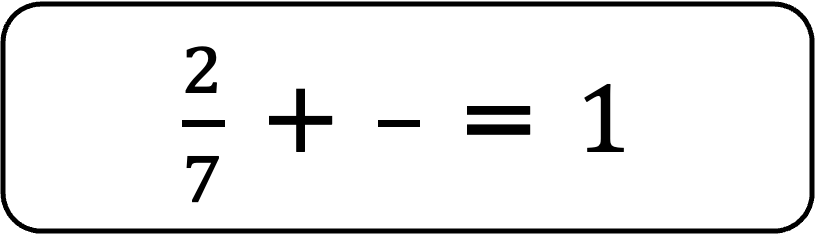 2/7 + – = 1